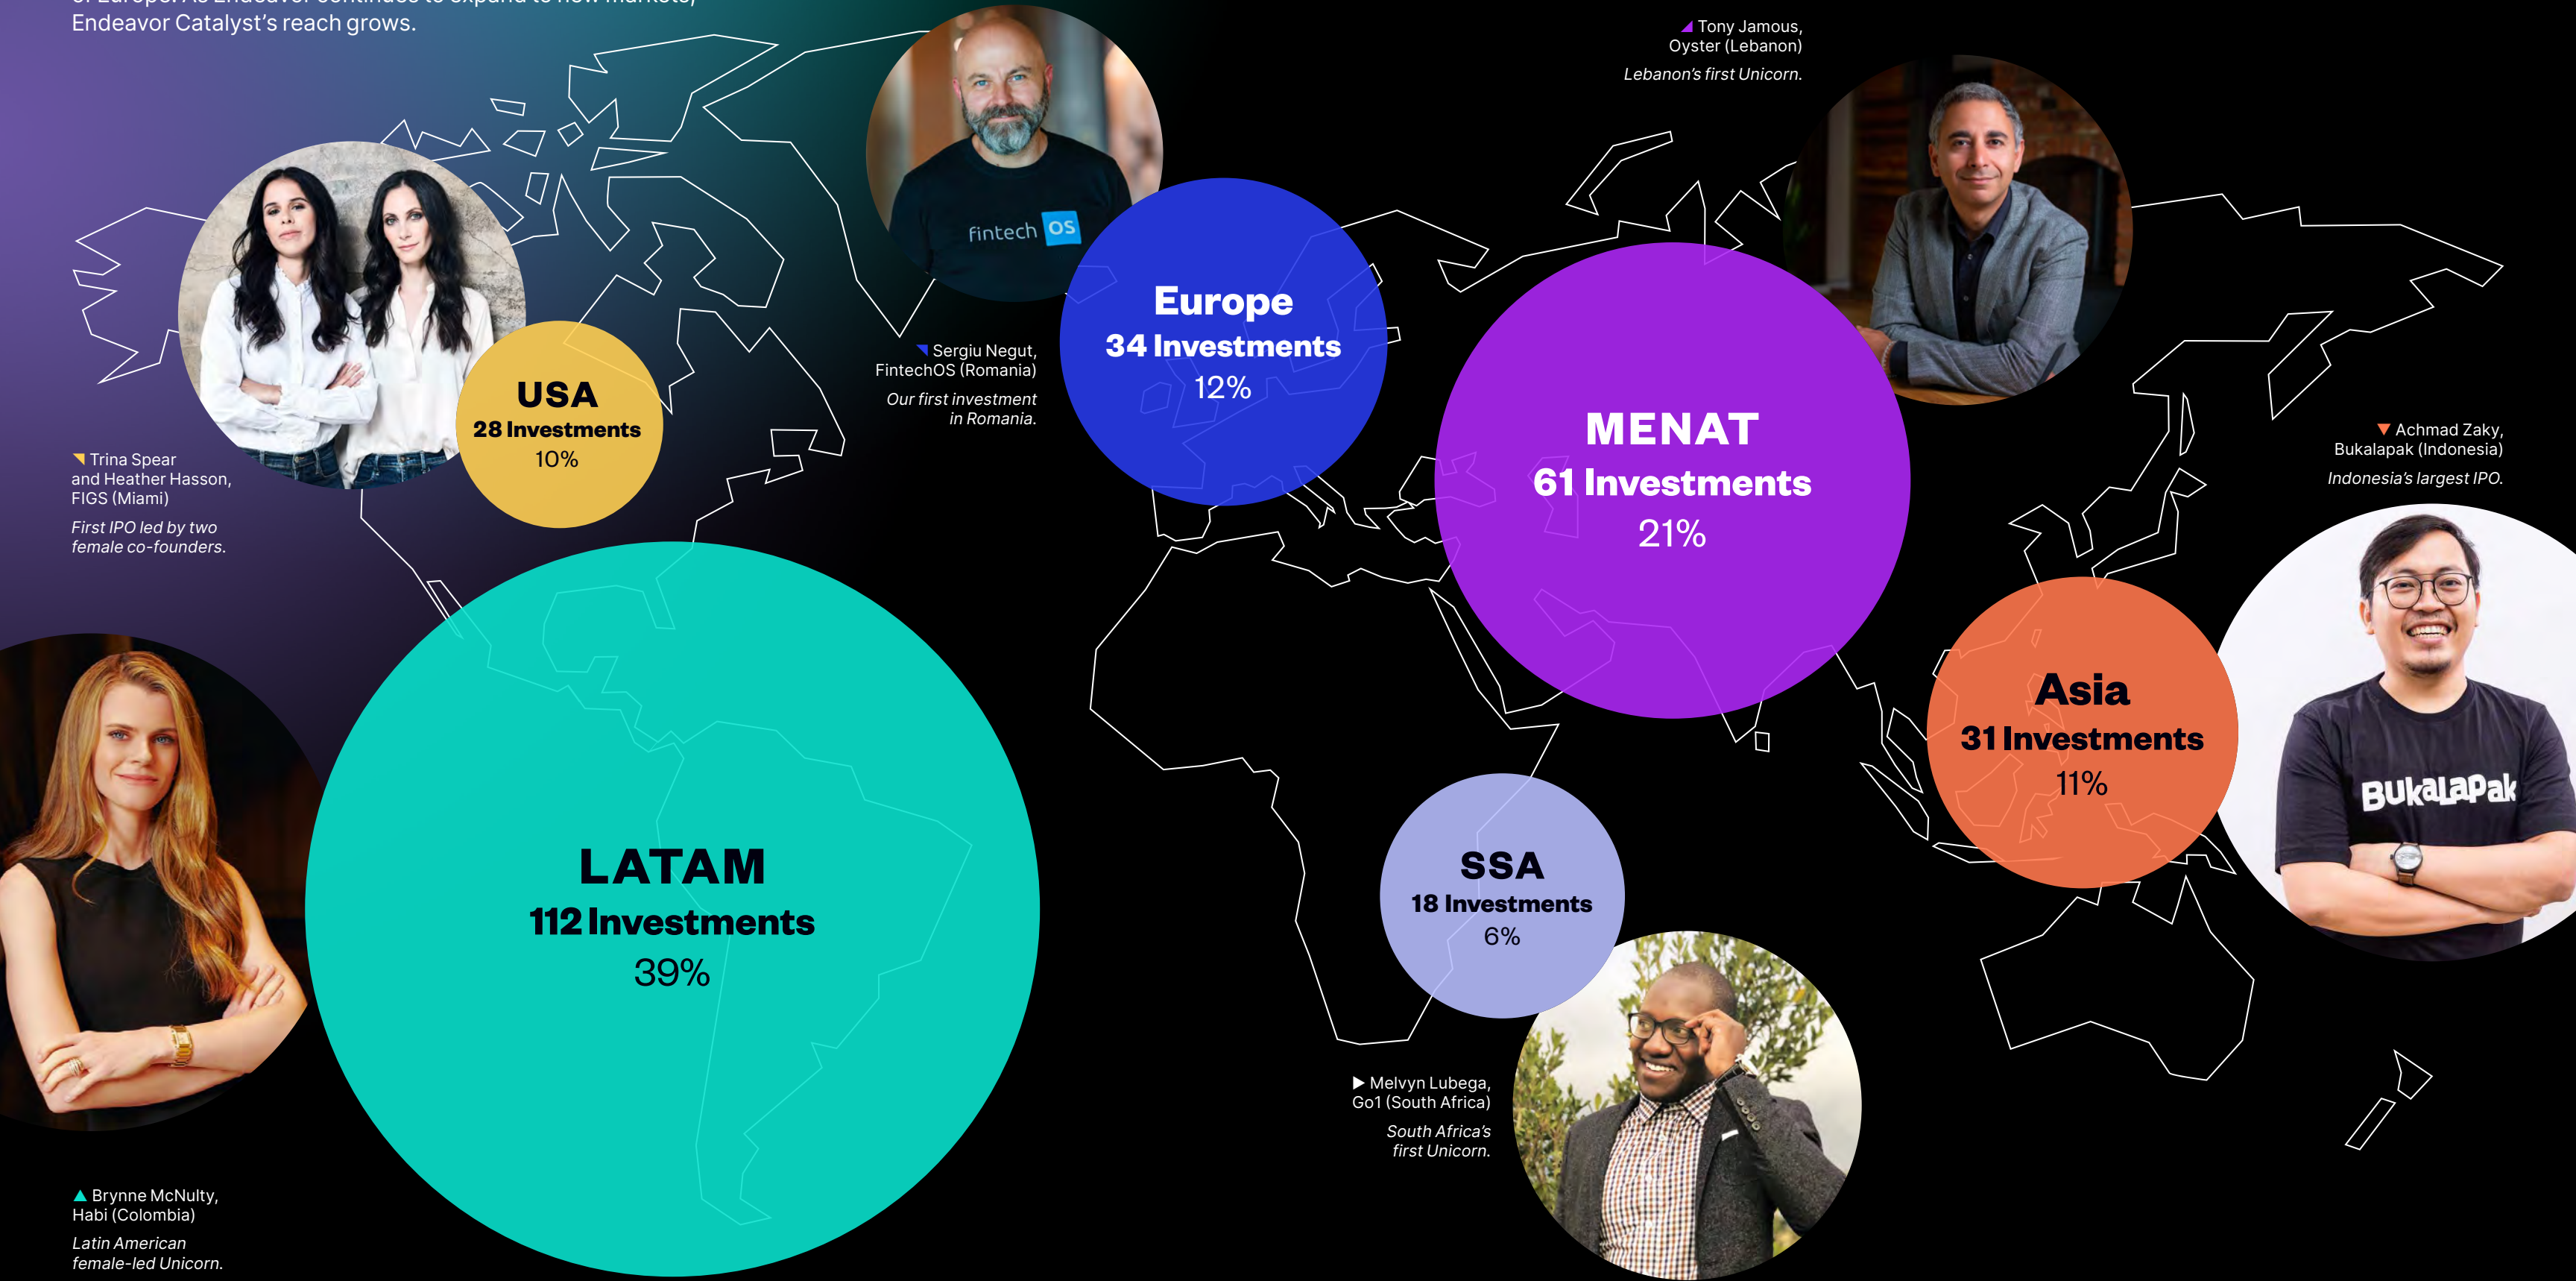 Endeavor Catalyst’s reach grows.
◢ Tony Jamous,
Oyster (Lebanon)
Lebanon’s first Unicorn.
fintech OS
Europe
34 Investments
12%
◥ Sergiu Negut,
FintechOS (Romania)
Our first investment
in Romania.
USA
28 Investments
10%
◥ Trina Spear
and Heather Hasson,
FIGS (Miami)
First IPO led by two
female co-founders.
MENAT
61 Investments
21%
▼ Achmad Zaky,
Bukalapak (Indonesia)
Indonesia’s largest IPO.
BukaLaPak
Asia
31 Investments
11%
LATAM
112 Investments
39%
SSA
18 Investments
6%
▶ Melvyn Lubega,
Go1 (South Africa)
South Africa’s
first Unicorn.
▲ Brynne McNulty,
Habi (Colombia)
Latin American
female-led Unicorn.